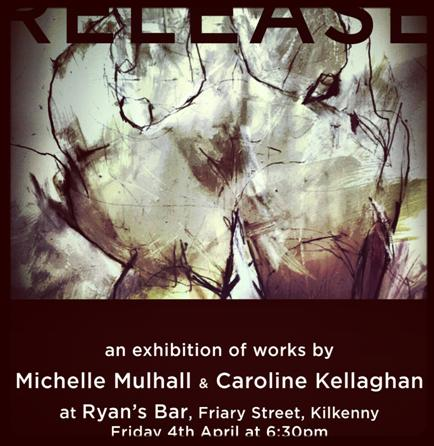 RELEASE
an exhibition of works by
Michelle Mulhall & Caroline Kellaghan
at Ryan's Bar, Friary Street, Kilkenny
Friday 4th April at 6:30pm